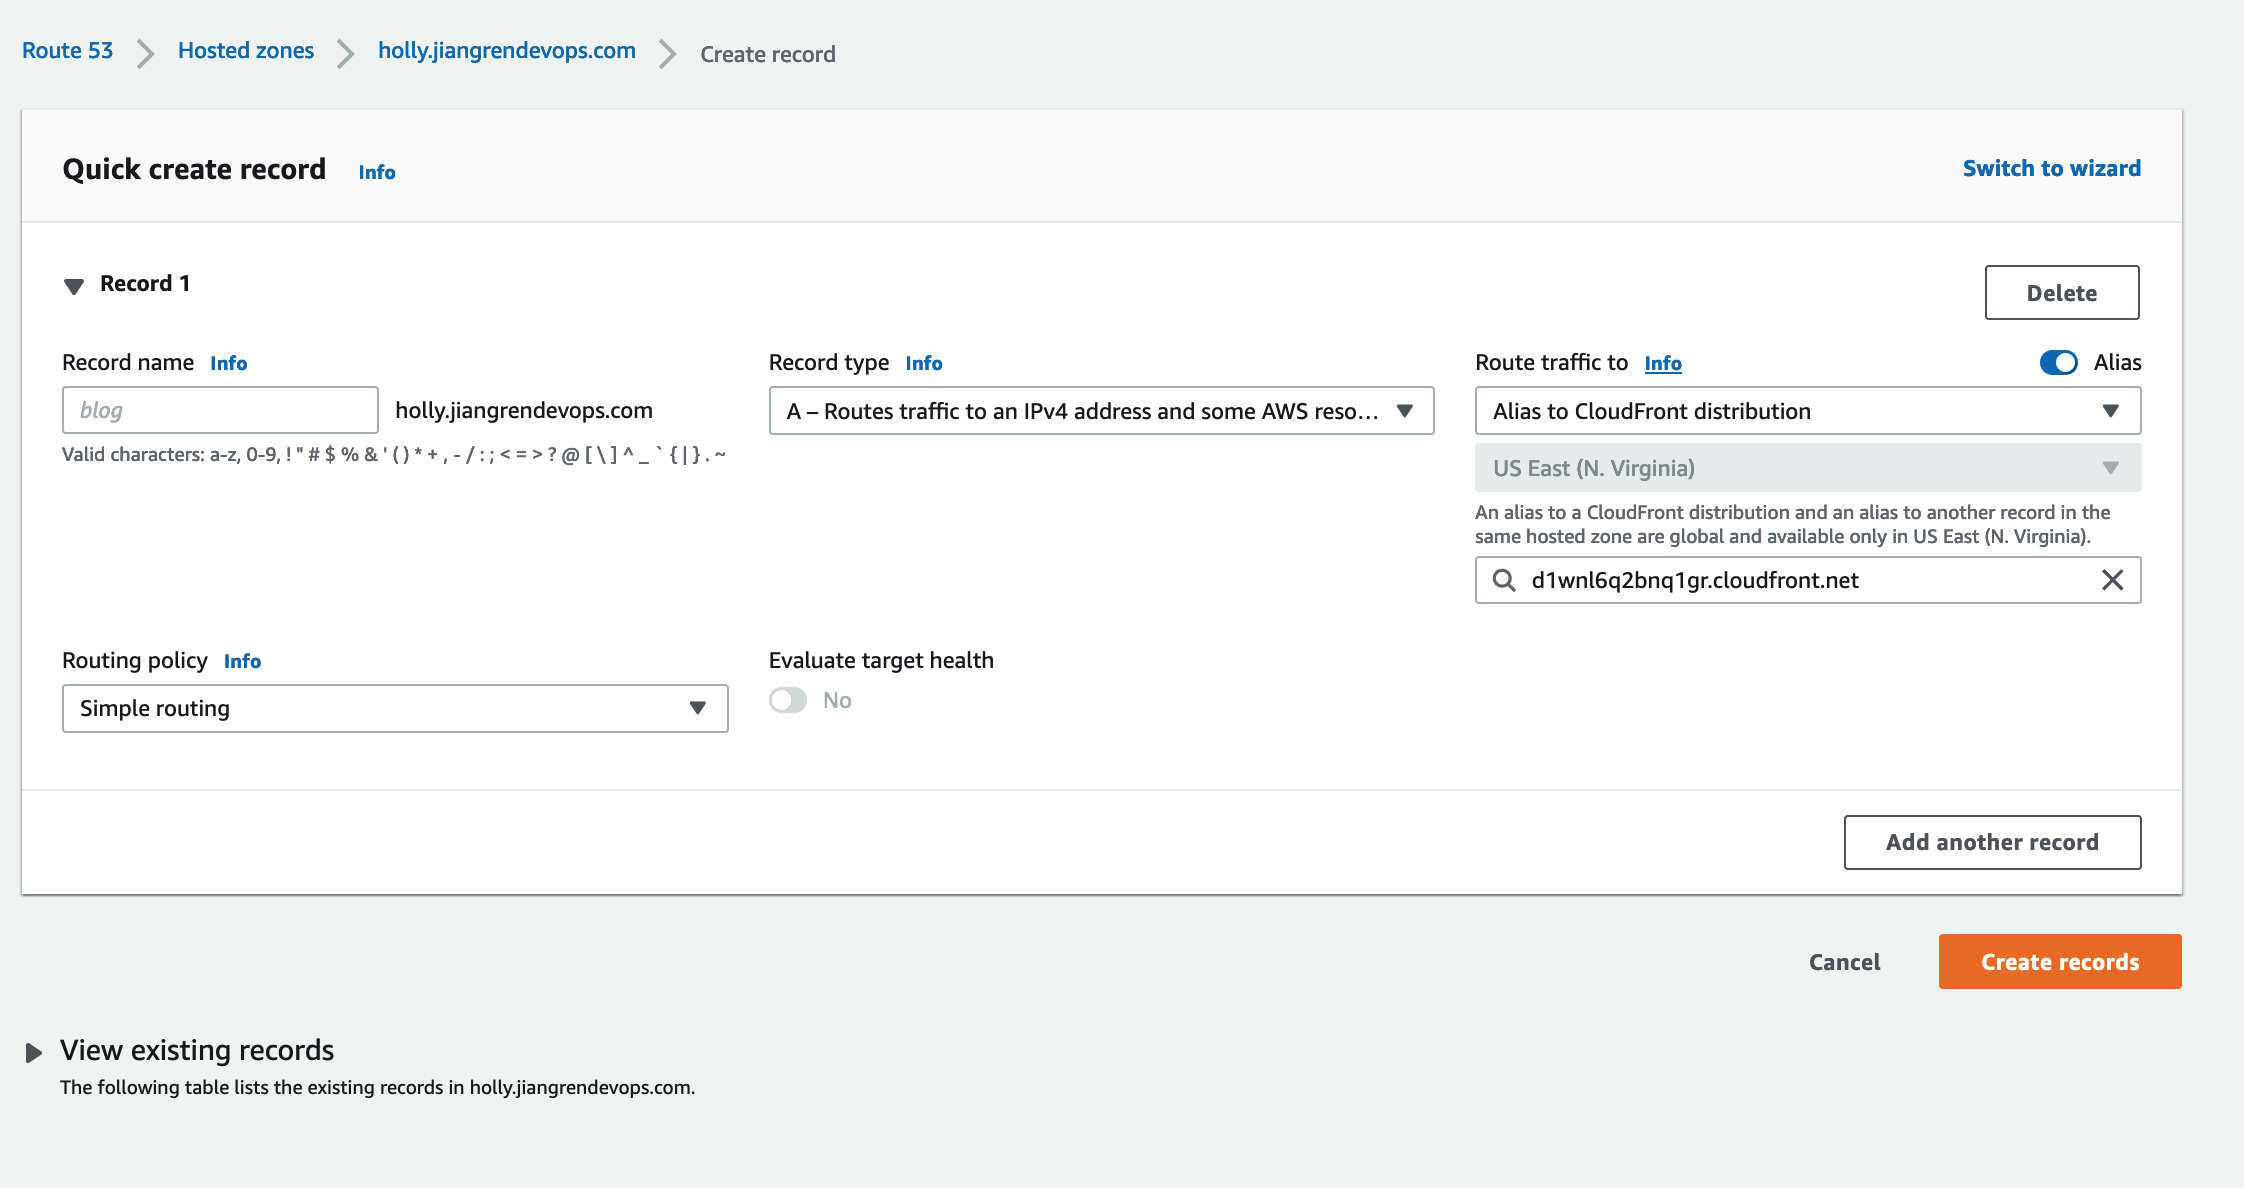 Route 53 Hosted zones holly.jiangrendevops.com Create record
Quick create record Info Switch to wizard
Record 1
Delete
Record name Info
blog holly.jiangrendevops.com
Valid characters: a-z, 0-9, ! " # $ % & ' ( ) * + , - / : ; < = > ? @ [ \ ] ^ _ ` { | } . ~
Record type Info
A – Routes traffic to an IPv4 address and some AWS reso...
Route traffic to Info Alias
Alias to CloudFront distribution
US East (N. Virginia)
An alias to a CloudFront distribution and an alias to another record in the
same hosted zone are global and available only in US East (N. Virginia).
d1wnl6q2bnq1gr.cloudfront.net
Routing policy Info
Simple routing
Evaluate target health
No
Add another record
Cancel Create records
View existing records
The following table lists the existing records in holly.jiangrendevops.com.